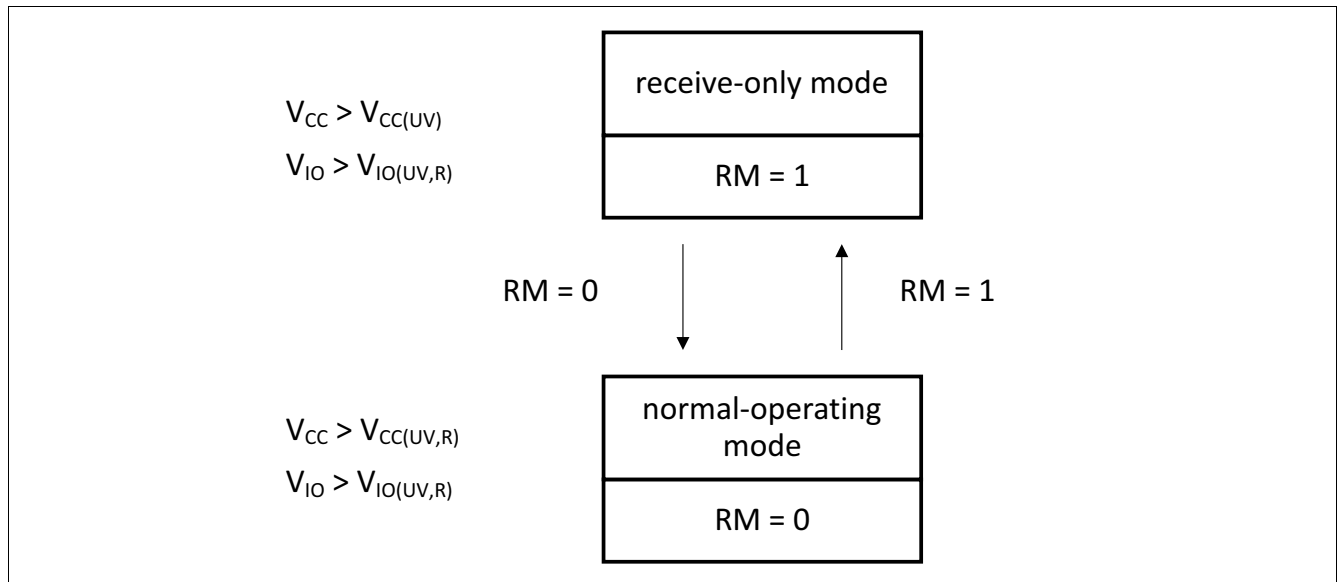 receive-only mode
V_CC > V_CC(UV)
V_IO > V_IO(UV,R)
RM = 1
RM = 0
RM = 1
normal-operating
mode
V_CC > V_CC(UV,R)
V_IO > V_IO(UV,R)
RM = 0